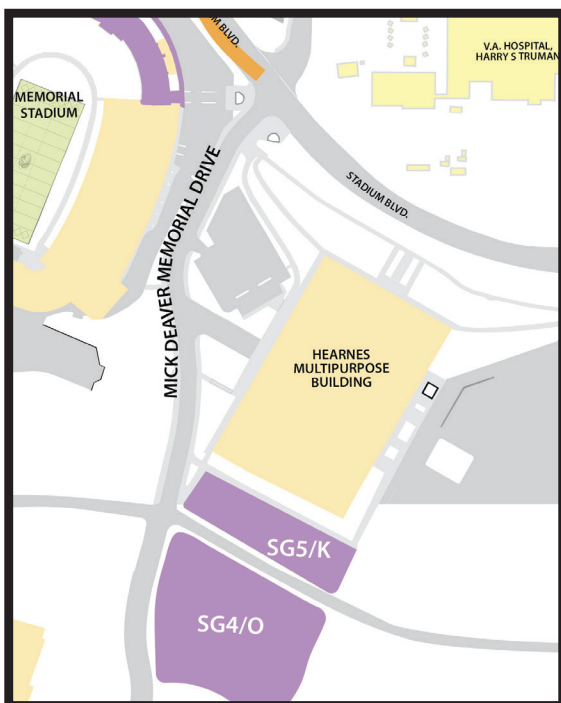 M BLVD.
V.A. HOSPITAL,
HARRY S TRUMAN
MEMORIAL
STADIUM
STADIUM BLVD.
MICK DEAVER MEMORIAL DRIVE
HEARNES
MULTIPURPOSE
BUILDING
SG5/K
SG4/O